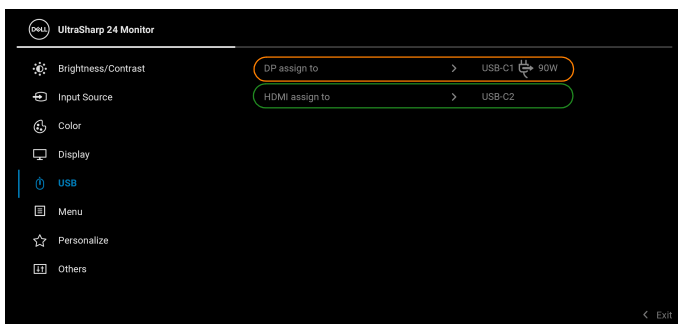 DELL UltraSharp 24 Monitor
Brightness/Contrast
DP assign to > USB-C1 90W
Input Source
HDMI assign to > USB-C2
Color
Display
USB
Menu
Personalize
Others
< Exit